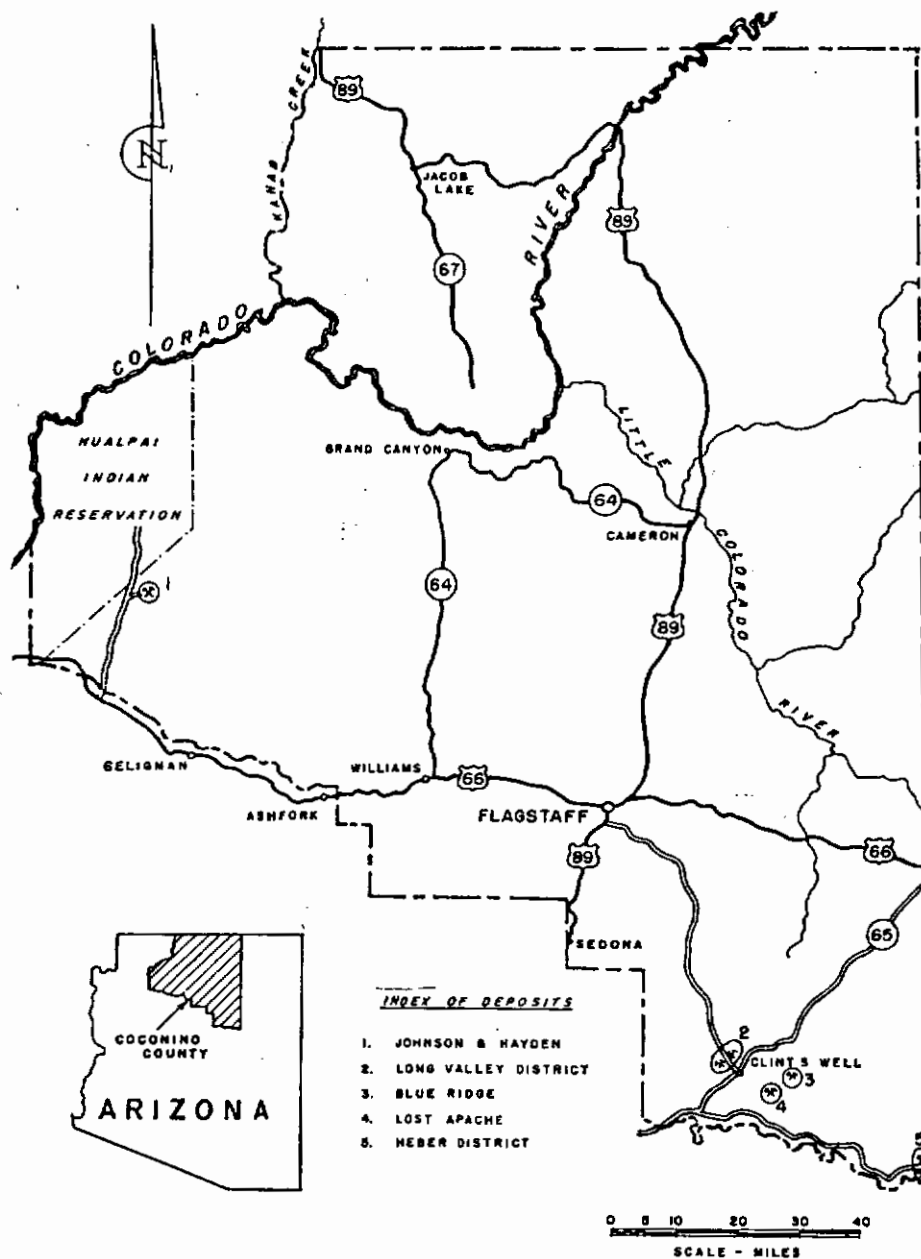 89
KANAB CREEK
N
JACOB
LAKE
RIVER
89
67
COLORADO
LITTLE
HUALPAI
INDIAN
RESERVATION
GRAND CANYON
64
CAMERON
COLORADO
1
64
89
RIVER
SELIGMAN
WILLIAMS
66
ASHFORK
FLAGSTAFF
89
66
65
SEDONA
COCONINO
COUNTY
ARIZONA
INDEX OF DEPOSITS
1. JOHNSON & HAYDEN
2. LONG VALLEY DISTRICT
3. BLUE RIDGE
4. LOST APACHE
5. HEBER DISTRICT
2
CLINTS WELL
3
4
5
0 5 10 20 30 40
SCALE - MILES